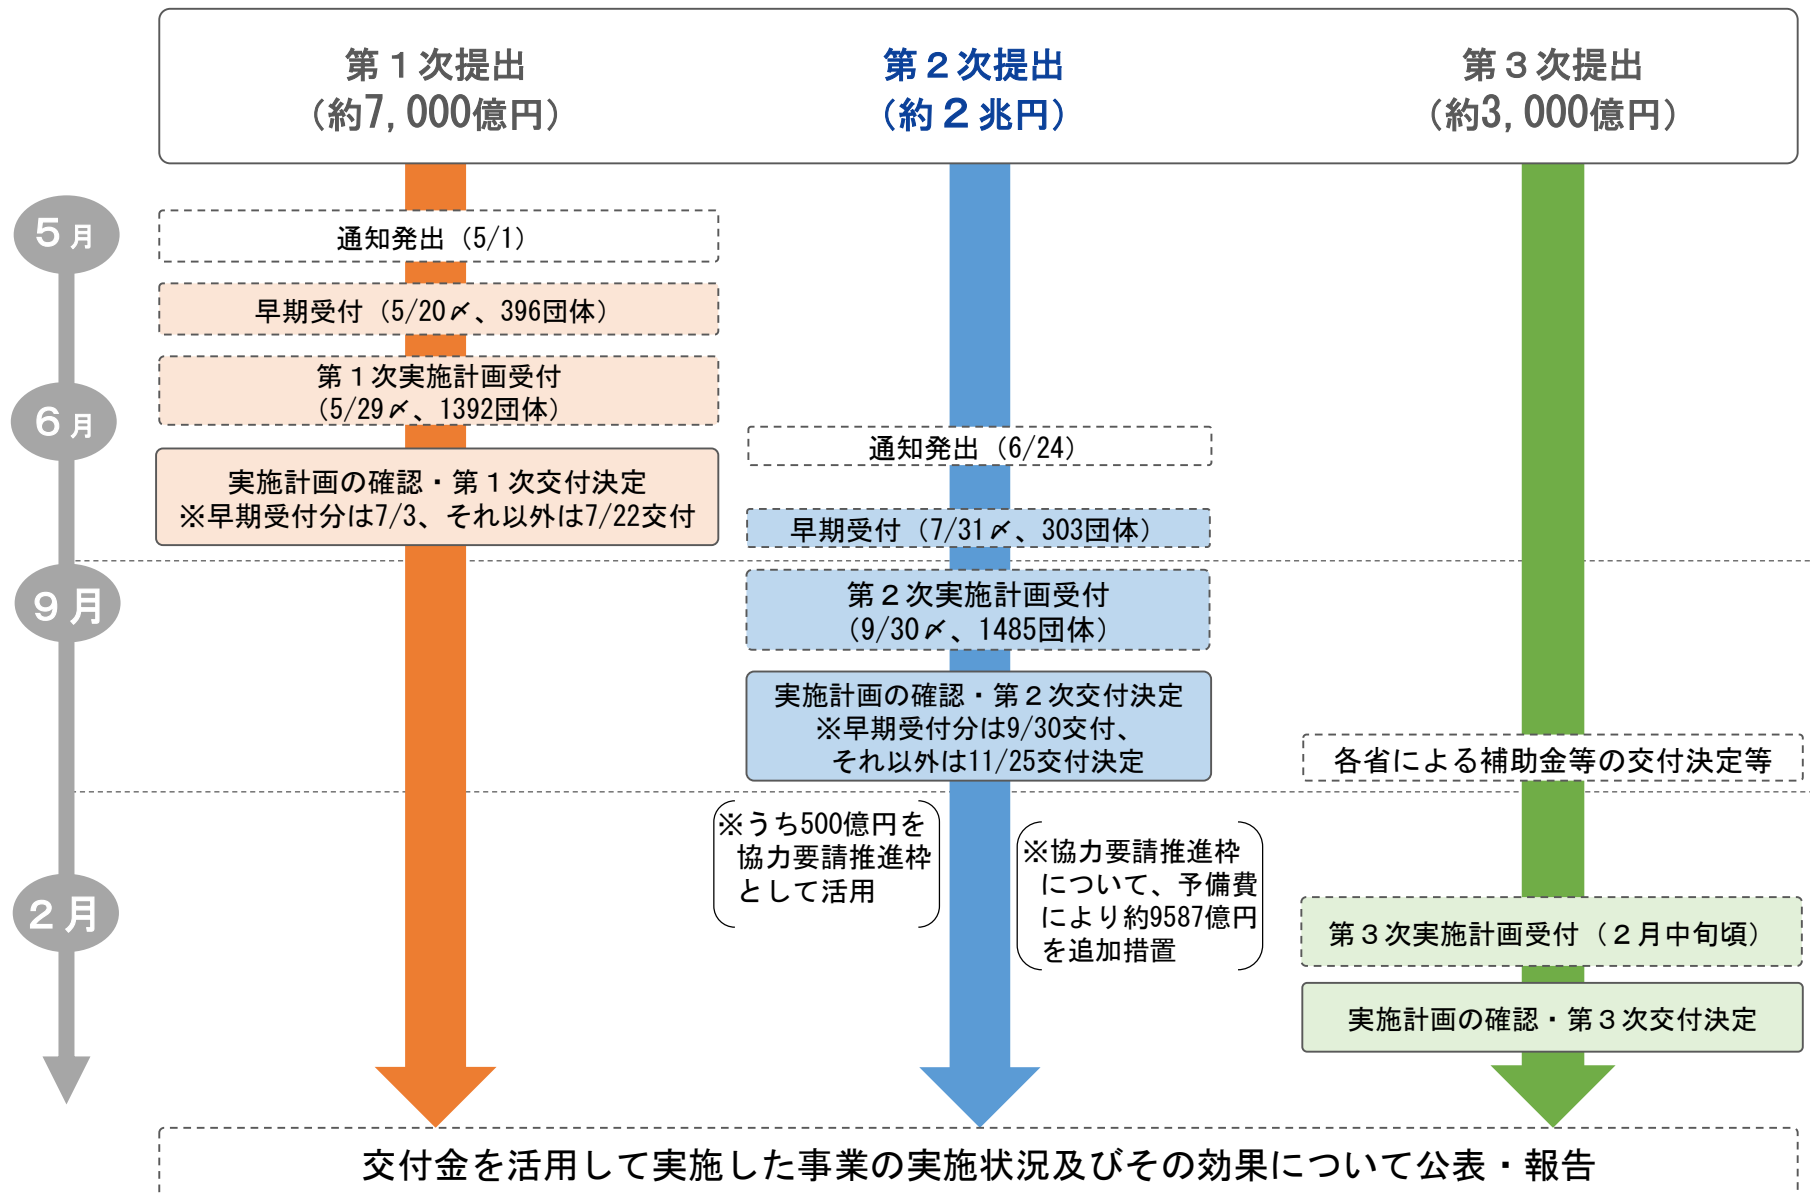 第１次提出
（約7,000億円）
第２次提出
（約２兆円）
第３次提出
（約3,000億円）
5月
6月
9月
2月
通知発出（5/1）
早期受付（5/20〆、396団体）
第１次実施計画受付
（5/29〆、1392団体）
実施計画の確認・第１次交付決定
※早期受付分は7/3、それ以外は7/22交付
通知発出（6/24）
早期受付（7/31〆、303団体）
第２次実施計画受付
（9/30〆、1485団体）
実施計画の確認・第２次交付決定
※早期受付分は9/30交付、
それ以外は11/25交付決定
※うち500億円を
協力要請推進枠
として活用
※協力要請推進枠
について、予備費
により約9587億円
を追加措置
各省による補助金等の交付決定等
第３次実施計画受付（２月中旬頃）
実施計画の確認・第３次交付決定
交付金を活用して実施した事業の実施状況及びその効果について公表・報告